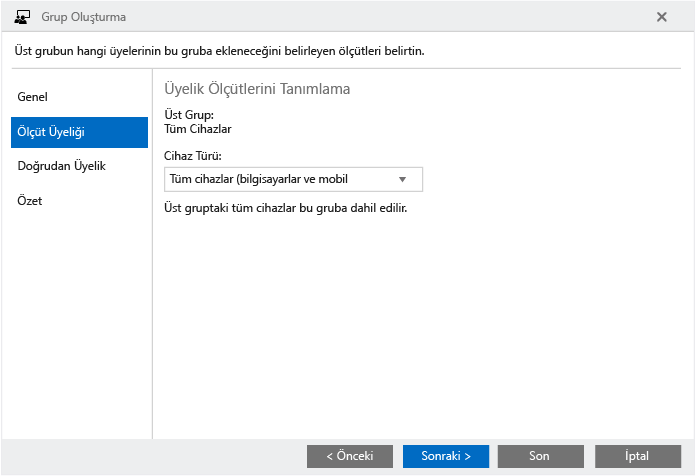 Grup Oluşturma
Üst grubun hangi üyelerinin bu gruba ekleneceğini belirleyen ölçütleri belirtin.
Genel
Ölçüt Üyeliği
Doğrudan Üyelik
Özet
Üyelik Ölçütlerini Tanımlama
Üst Grup:
Tüm Cihazlar
Cihaz Türü:
Tüm cihazlar (bilgisayarlar ve mobil
Üst gruptaki tüm cihazlar bu gruba dahil edilir.
< Önceki
Sonraki >
Son
İptal